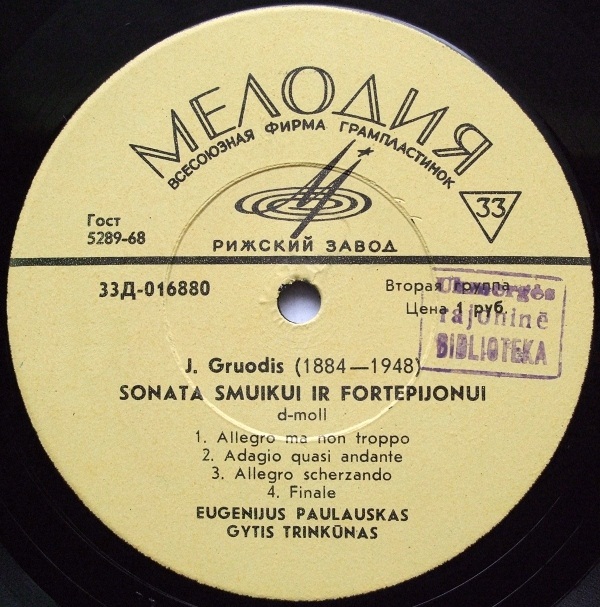 МЕЛОДИЯ
ВСЕСОЮЗНАЯ ФИРМА ГРАМПЛАСТИНОК
33
Гост
5289-68
РИЖСКИЙ ЗАВОД
33Д-016880
Вторая группа
Цена 1 руб.
Ukmergės
rajoninė
BIBLIOTEKA
J. Gruodis (1884—1948)
SONATA SMUIKUI IR FORTEPIJONUI
d-moll
1. Allegro ma non troppo
2. Adagio quasi andante
3. Allegro scherzando
4. Finale
EUGENIJUS PAULAUSKAS
GYTIS TRINKŪNAS